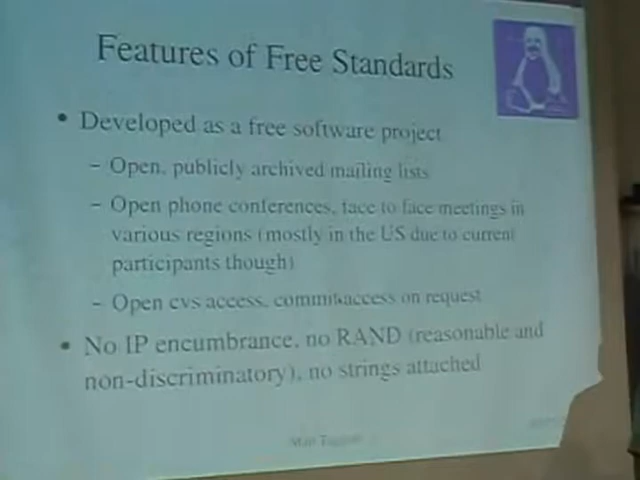 Features of Free Standards
• Developed as a free software project
– Open, publicly archived mailing lists
– Open phone conferences, face to face meetings in
various regions (mostly in the US due to current
participants though)
– Open cvs access, commit access on request
• No IP encumbrance, no RAND (reasonable and
non-discriminatory), no strings attached
Matt